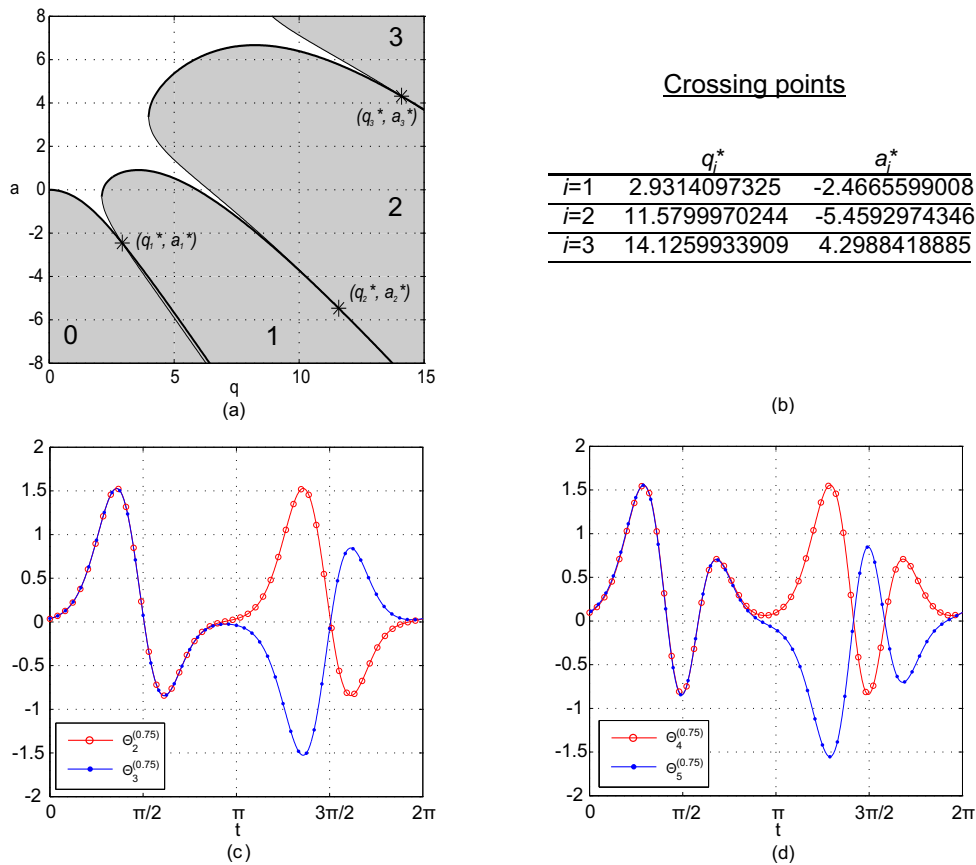 8
6
4
2
0
-2
-4
-6
-8
a
0
5
10
15
q
(a)
0
1
2
3
(q1*, a1*)
(q2*, a2*)
(q3*, a3*)
Crossing points
qi* ai*
i=1 2.9314097325 -2.4665599008
i=2 11.5799970244 -5.4592974346
i=3 14.1259933909 4.2988418885
(b)
2
1.5
1
0.5
0
-0.5
-1
-1.5
-2
Θ2(0.75)
Θ3(0.75)
0 π/2 π 3π/2 2π
t
(c)
2
1.5
1
0.5
0
-0.5
-1
-1.5
-2
Θ4(0.75)
Θ5(0.75)
0 π/2 π 3π/2 2π
t
(d)